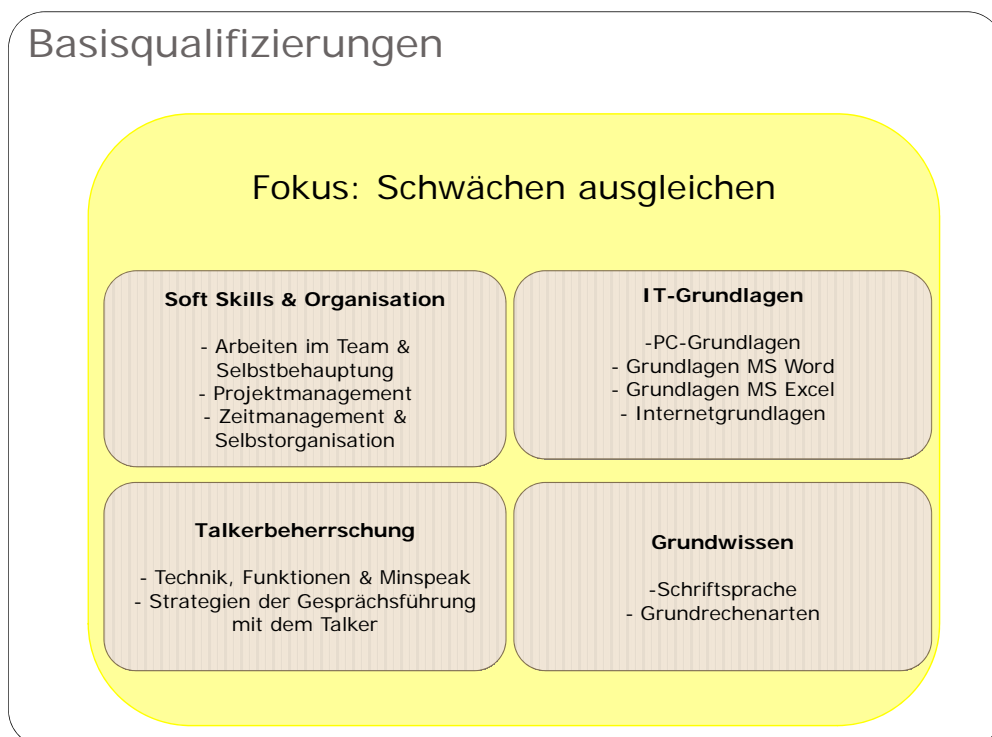 Basisqualifizierungen
Fokus: Schwächen ausgleichen
Soft Skills & Organisation
- Arbeiten im Team &
Selbstbehauptung
- Projektmanagement
- Zeitmanagement &
Selbstorganisation
IT-Grundlagen
-PC-Grundlagen
- Grundlagen MS Word
- Grundlagen MS Excel
- Internetgrundlagen
Talkerbeherrschung
- Technik, Funktionen & Minspeak
- Strategien der Gesprächsführung
mit dem Talker
Grundwissen
-Schriftsprache
- Grundrechenarten